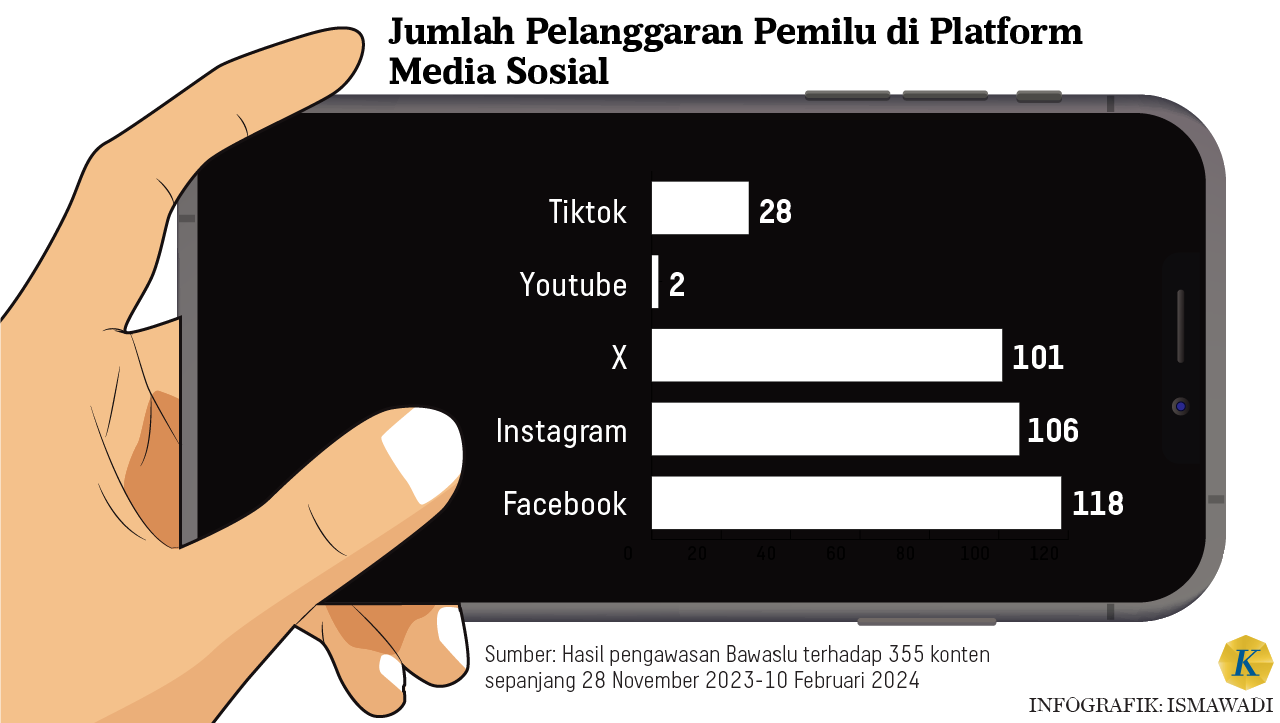 Jumlah Pelanggaran Pemilu di Platform
Media Sosial
Tiktok 28
Youtube 2
X 101
Instagram 106
Facebook 118
0 20 40 60 80 100 120
Sumber: Hasil pengawasan Bawaslu terhadap 355 konten
sepanjang 28 November 2023-10 Februari 2024
K
INFOGRAFIK: ISMAWADI